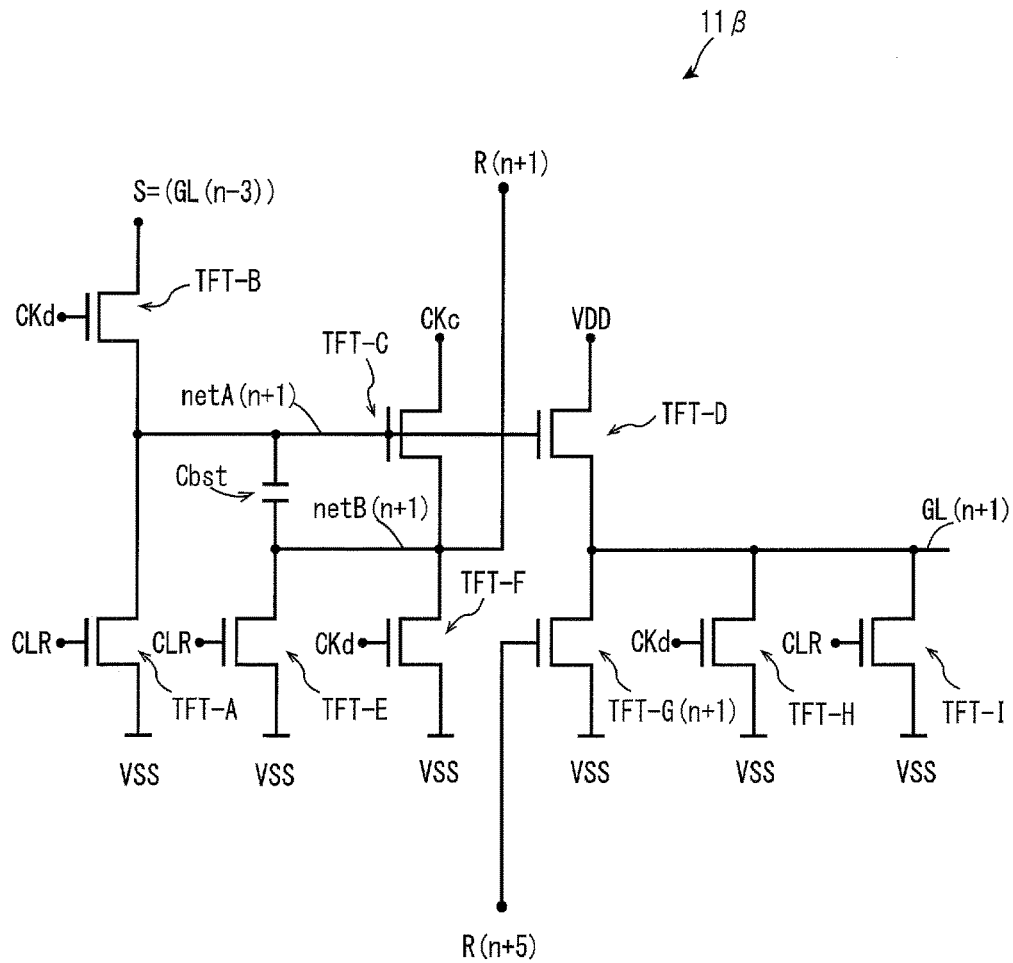 11β
R(n+1)
S=(GL(n-3))
TFT-B
CKd
CKc
VDD
TFT-C
netA(n+1)
TFT-D
Cbst
netB(n+1)
GL(n+1)
TFT-F
CLR
CLR
CKd
CKd
CLR
TFT-A
TFT-E
TFT-G(n+1)
TFT-H
TFT-I
VSS
VSS
VSS
VSS
VSS
VSS
R(n+5)